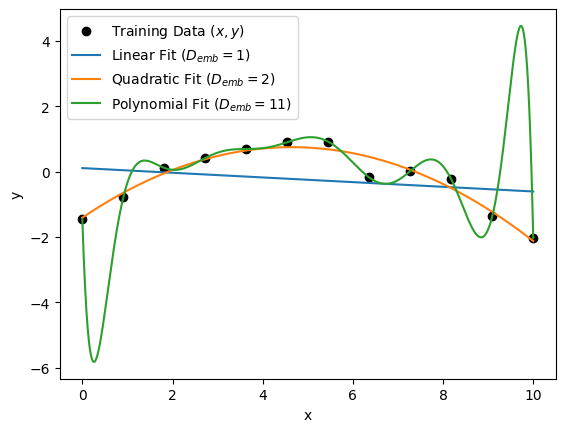 Training Data (x, y)
Linear Fit (D_emb = 1)
Quadratic Fit (D_emb = 2)
Polynomial Fit (D_emb = 11)
4
2
0
−2
−4
−6
y
0 2 4 6 8 10
x